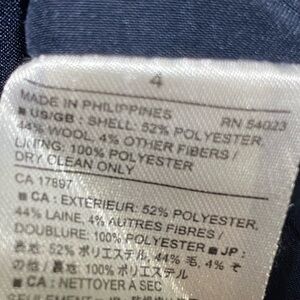 4
MADE IN PHILIPPINES RN 54023
■ US/GB : SHELL: 52% POLYESTER,
44% WOOL, 4% OTHER FIBERS /
LINING: 100% POLYESTER
DRY CLEAN ONLY
CA 17897
■ CA : EXTÉRIEUR: 52% POLYESTER,
44% LAINE, 4% AUTRES FIBRES /
DOUBLURE: 100% POLYESTER ■ JP :
表地: 52% ポリエステル, 44% 毛, 4% そ
の他 / 裏地: 100% ポリエステル
■ CA : NETTOYER A SEC
SEULEMENT